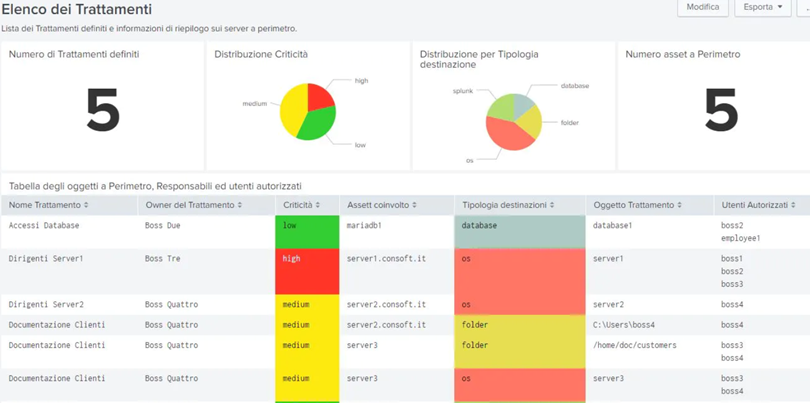 Elenco dei Trattamenti
Modifica
Esporta
Lista dei Trattamenti definiti e informazioni di riepilogo sui server a perimetro.
Numero di Trattamenti definiti
5
Distribuzione Criticità
high
medium
low
Distribuzione per Tipologia
destinazione
splunk
database
folder
os
Numero asset a Perimetro
5
Tabella degli oggetti a Perimetro, Responsabili ed utenti autorizzati
Nome Trattamento Owner del Trattamento Criticità Assett coinvolto Tipologia destinazioni Oggetto Trattamento Utenti Autorizzati
Accessi Database Boss Due low mariadb1 database database1 boss2
employee1
Dirigenti Server1 Boss Tre high server1.consoft.it os server1 boss1
boss2
boss3
Dirigenti Server2 Boss Quattro medium server2.consoft.it os server2 boss4
Documentazione Clienti Boss Quattro medium server2.consoft.it folder C:\Users\boss4 boss4
Documentazione Clienti Boss Quattro medium server3 folder /home/doc/customers boss3
boss4
Documentazione Clienti Boss Quattro medium server3 os server3 boss3
boss4